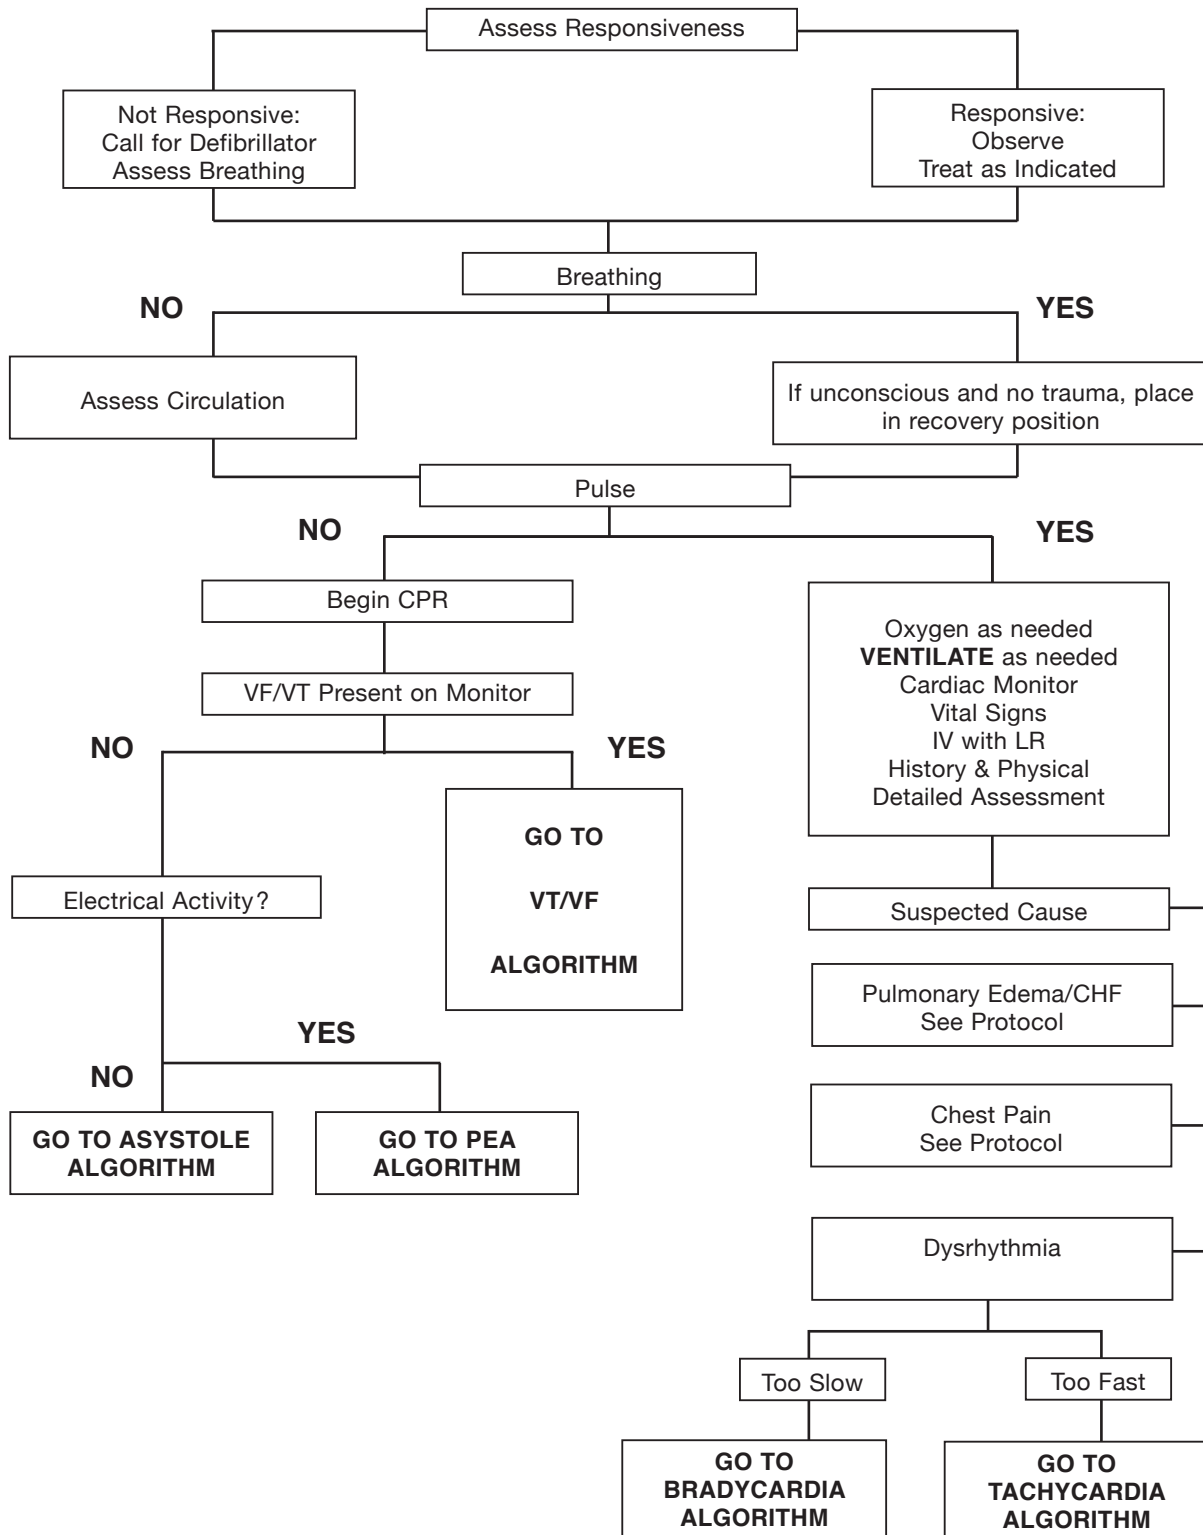 Assess Responsiveness
Not Responsive:
Call for Defibrillator
Assess Breathing
Responsive:
Observe
Treat as Indicated
Breathing
NO
YES
Assess Circulation
If unconscious and no trauma, place
in recovery position
Pulse
NO
YES
Begin CPR
VF/VT Present on Monitor
NO
YES
GO TO
VT/VF
ALGORITHM
Electrical Activity?
YES
NO
GO TO ASYSTOLE
ALGORITHM
GO TO PEA
ALGORITHM
Oxygen as needed
VENTILATE as needed
Cardiac Monitor
Vital Signs
IV with LR
History & Physical
Detailed Assessment
Suspected Cause
Pulmonary Edema/CHF
See Protocol
Chest Pain
See Protocol
Dysrhythmia
Too Slow
Too Fast
GO TO
BRADYCARDIA
ALGORITHM
GO TO
TACHYCARDIA
ALGORITHM